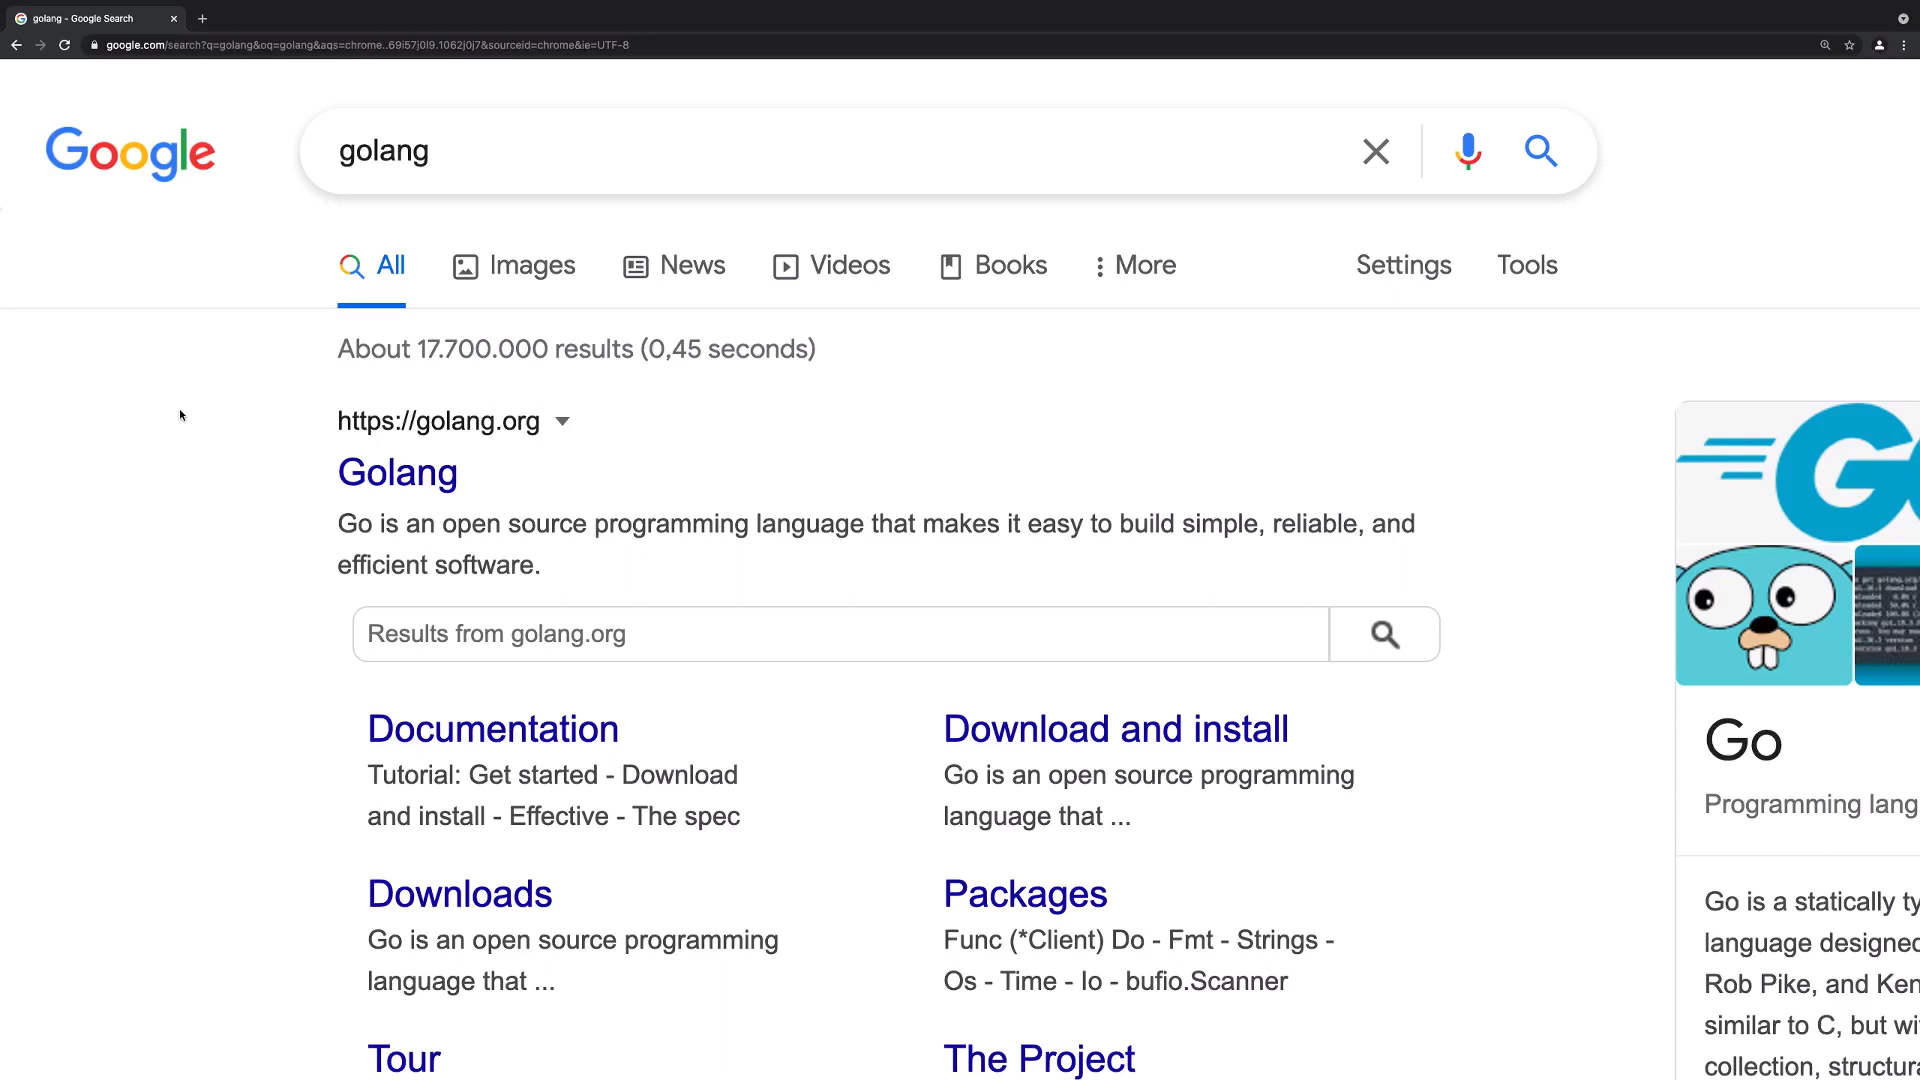 golang - Google Search
google.com/search?q=golang&oq=golang&aqs=chrome..69i57j0l9.1062j0j7&sourceid=chrome&ie=UTF-8
Google
golang
All
Images
News
Videos
Books
More
Settings
Tools
About 17.700.000 results (0,45 seconds)
https://golang.org
Golang
Go is an open source programming language that makes it easy to build simple, reliable, and
efficient software.
Results from golang.org
Documentation
Tutorial: Get started - Download
and install - Effective - The spec
Download and install
Go is an open source programming
language that ...
Downloads
Go is an open source programming
language that ...
Packages
Func (*Client) Do - Fmt - Strings -
Os - Time - Io - bufio.Scanner
Tour
The Project
Go
Programming lang
Go is a statically ty
language designed
Rob Pike, and Ken
similar to C, but wi
collection, structura